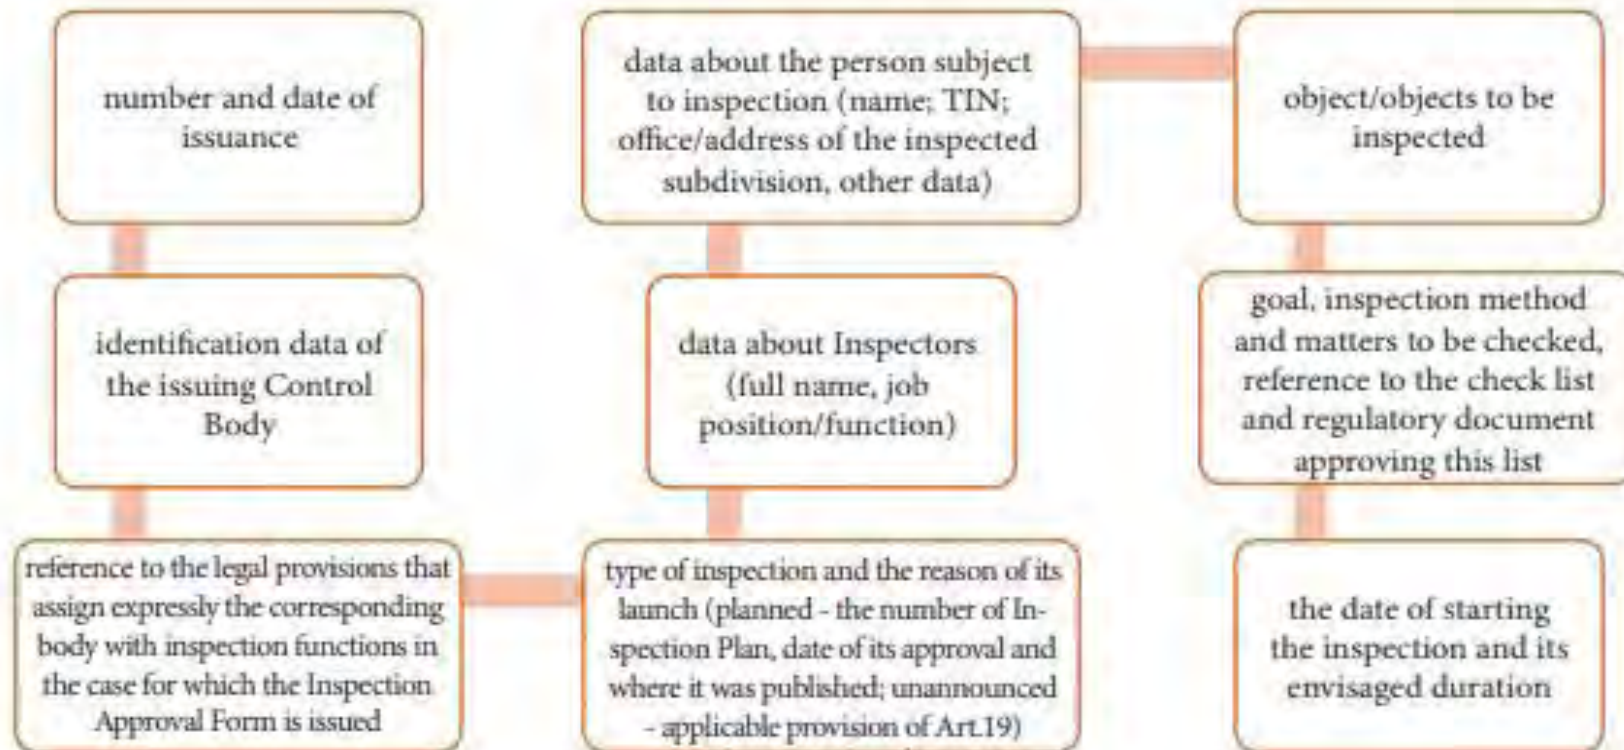 number and date of
issuance
identification data of
the issuing Control
Body
reference to the legal provisions that
assign expressly the corresponding
body with inspection functions in
the case for which the Inspection
Approval Form is issued
type of inspection and the reason of its
launch (planned - the number of In-
spection Plan, date of its approval and
where it was published; unannounced
- applicable provision of Art.19)
data about Inspectors
(full name, job
position/function)
data about the person subject
to inspection (name; TIN;
office/address of the inspected
subdivision, other data)
object/objects to be
inspected
goal, inspection method
and matters to be checked,
reference to the check list
and regulatory document
approving this list
the date of starting
the inspection and its
envisaged duration